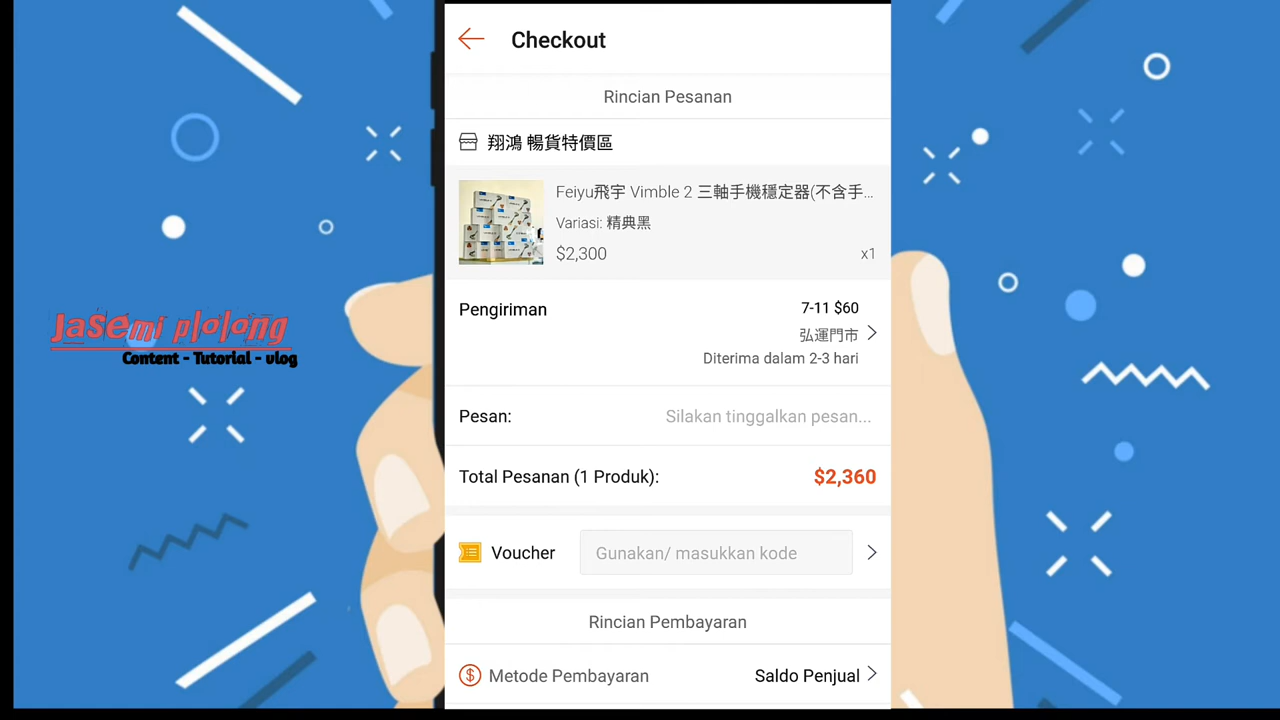 Checkout
Rincian Pesanan
翔鴻 暢貨特價區
Feiyu飛宇 Vimble 2 三軸手機穩定器(不含手...
Variasi: 精典黑
$2,300
x1
Pengiriman
7-11 $60
弘運門市
Diterima dalam 2-3 hari
Pesan:
Silakan tinggalkan pesan...
Total Pesanan (1 Produk):
$2,360
Voucher
Gunakan/ masukkan kode
Rincian Pembayaran
Metode Pembayaran
Saldo Penjual
Jasemi plolong
Content - Tutorial - vlog